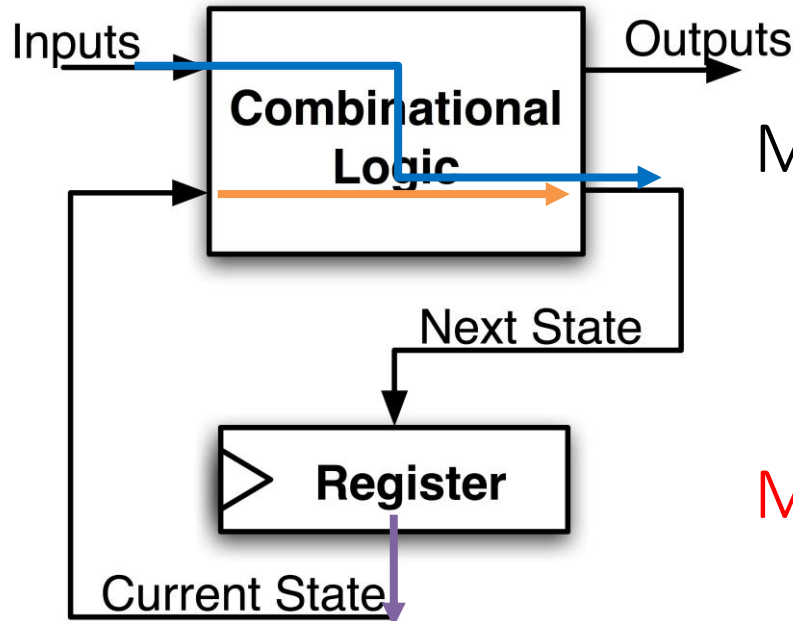 Inputs
Outputs
Combinational
Logic
M
Next State
Register
M
Current State